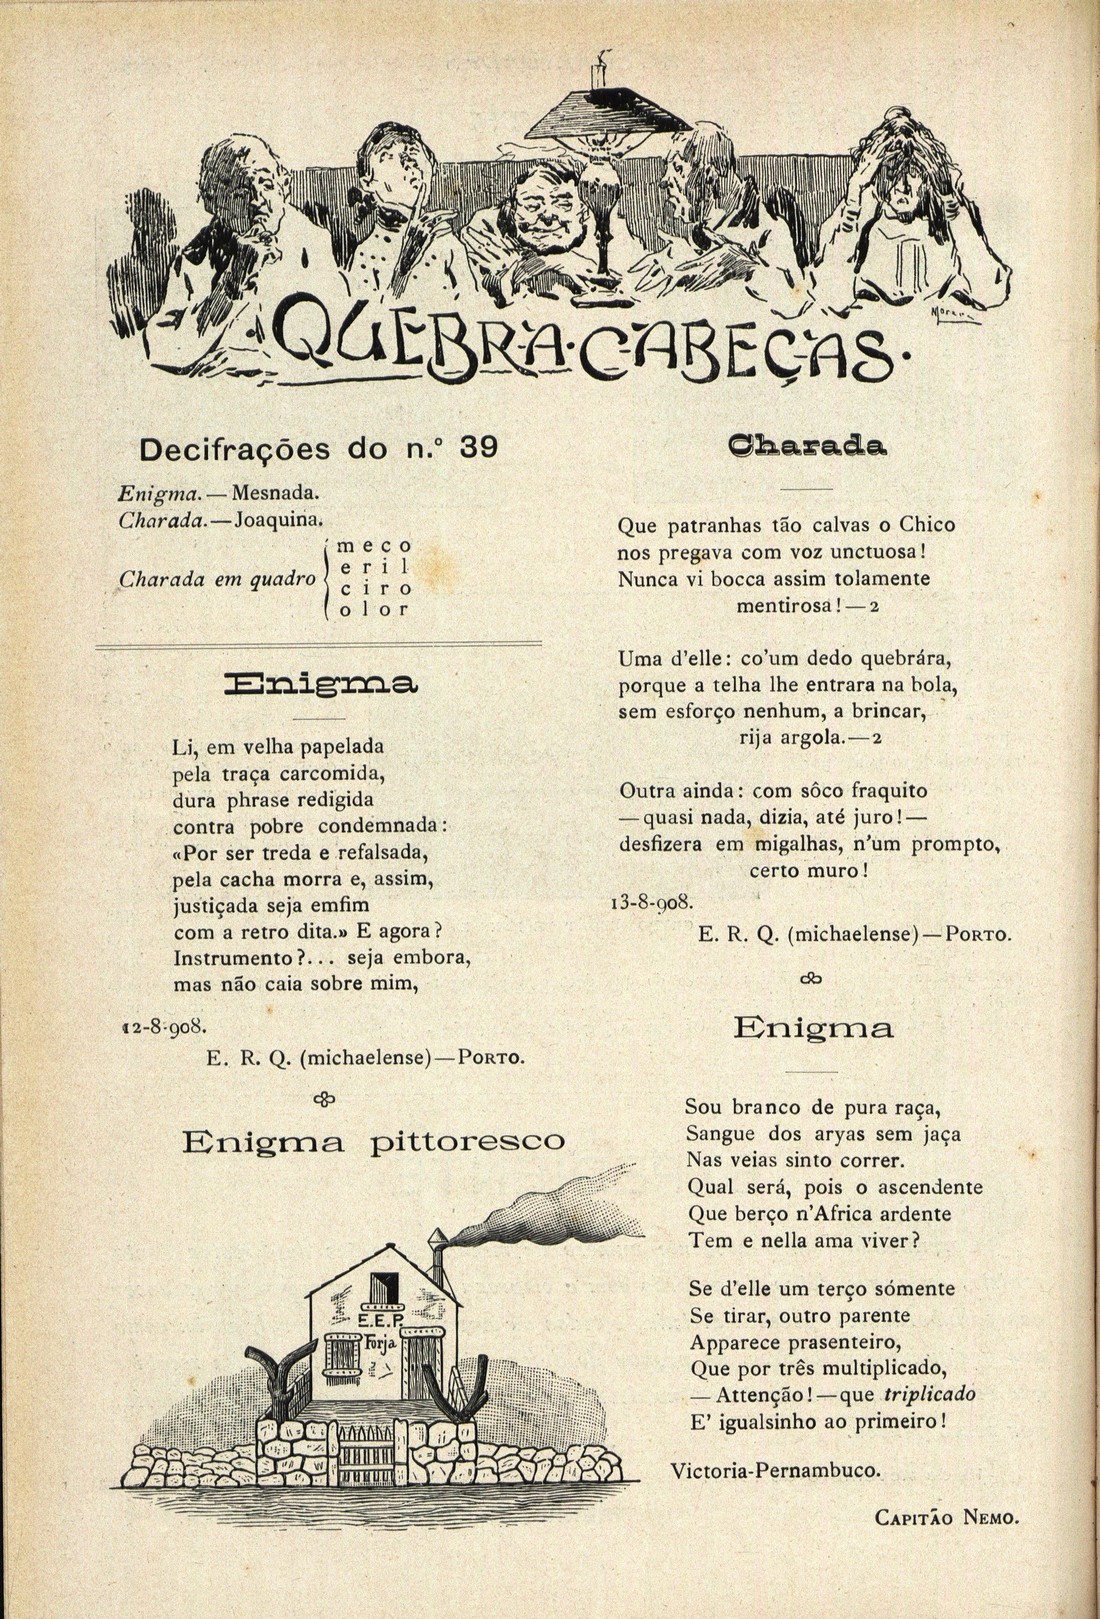 QUEBRA-CABEÇAS.
Decifrações do n.º 39
Enigma.—Mesnada.
Charada.—Joaquina.
Charada em quadro
m e c o
e r i l
c i r o
o l o r
Enigma
Li, em velha papelada
pela traça carcomida,
dura phrase redigida
contra pobre condemnada:
«Por ser treda e refalsada,
pela cacha morra e, assim,
justiçada seja emfim
com a retro dita.» E agora?
Instrumento?... seja embora,
mas não caia sobre mim,
12-8-908.
E. R. Q. (michaelense)—PORTO.
Enigma pittoresco
E.E.P.
Forja
Charada
Que patranhas tão calvas o Chico
nos pregava com voz unctuosa!
Nunca vi bocca assim tolamente
mentirosa!—2
Uma d'elle: co'um dedo quebrára,
porque a telha lhe entrara na bola,
sem esforço nenhum, a brincar,
rija argola.—2
Outra ainda: com sôco fraquito
—quasi nada, dizia, até juro!—
desfizera em migalhas, n'um prompto,
certo muro!
13-8-908.
E. R. Q. (michaelense)—PORTO.
Enigma
Sou branco de pura raça,
Sangue dos aryas sem jaça
Nas veias sinto correr.
Qual será, pois o ascendente
Que berço n'Africa ardente
Tem e nella ama viver?
Se d'elle um terço sómente
Se tirar, outro parente
Apparece prasenteiro,
Que por três multiplicado,
—Attenção!—que triplicado
E' igualsinho ao primeiro!
Victoria-Pernambuco.
CAPITÃO NEMO.